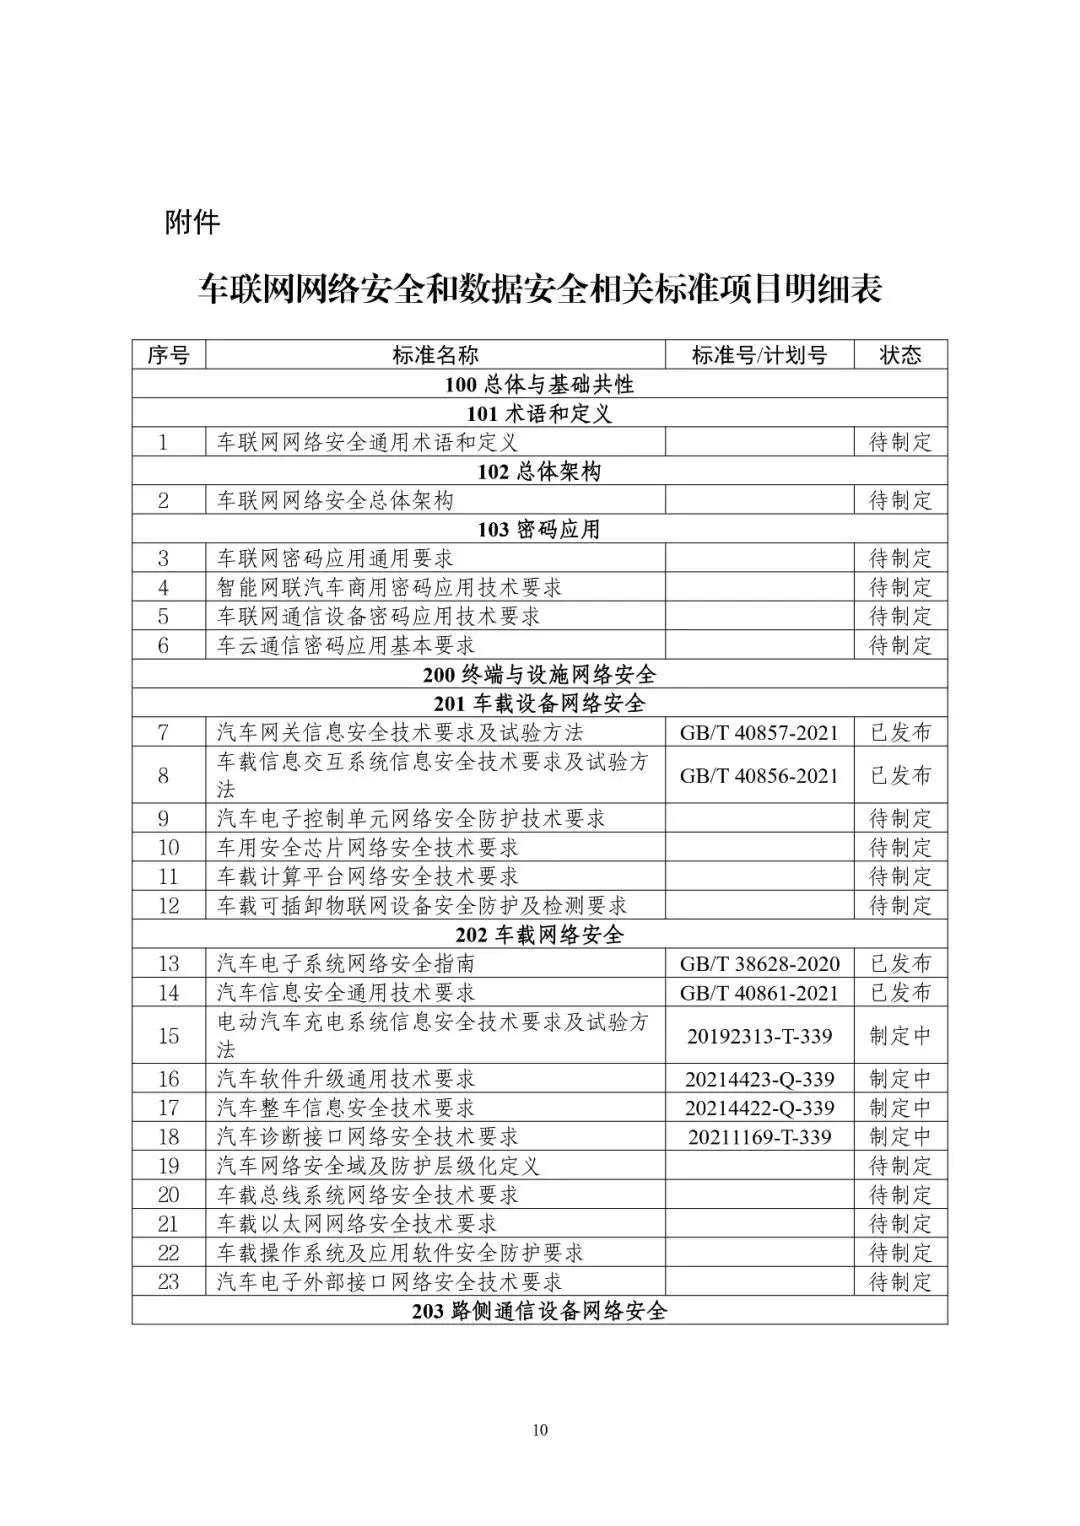 附件
车联网网络安全和数据安全相关标准项目明细表
序号 标准名称 标准号/计划号 状态
100 总体与基础共性
101 术语和定义
1 车联网网络安全通用术语和定义 待制定
102 总体架构
2 车联网网络安全总体架构 待制定
103 密码应用
3 车联网密码应用通用要求 待制定
4 智能网联汽车商用密码应用技术要求 待制定
5 车联网通信设备密码应用技术要求 待制定
6 车云通信密码应用基本要求 待制定
200 终端与设施网络安全
201 车载设备网络安全
7 汽车网关信息安全技术要求及试验方法 GB/T 40857-2021 已发布
8 车载信息交互系统信息安全技术要求及试验方
法 GB/T 40856-2021 已发布
9 汽车电子控制单元网络安全防护技术要求 待制定
10 车用安全芯片网络安全技术要求 待制定
11 车载计算平台网络安全技术要求 待制定
12 车载可插卸物联网设备安全防护及检测要求 待制定
202 车载网络安全
13 汽车电子系统网络安全指南 GB/T 38628-2020 已发布
14 汽车信息安全通用技术要求 GB/T 40861-2021 已发布
15 电动汽车充电系统信息安全技术要求及试验方
法 20192313-T-339 制定中
16 汽车软件升级通用技术要求 20214423-Q-339 制定中
17 汽车整车信息安全技术要求 20214422-Q-339 制定中
18 汽车诊断接口网络安全技术要求 20211169-T-339 制定中
19 汽车网络安全域及防护层级化定义 待制定
20 车载总线系统网络安全技术要求 待制定
21 车载以太网网络安全技术要求 待制定
22 车载操作系统及应用软件安全防护要求 待制定
23 汽车电子外部接口网络安全技术要求 待制定
203 路侧通信设备网络安全
10